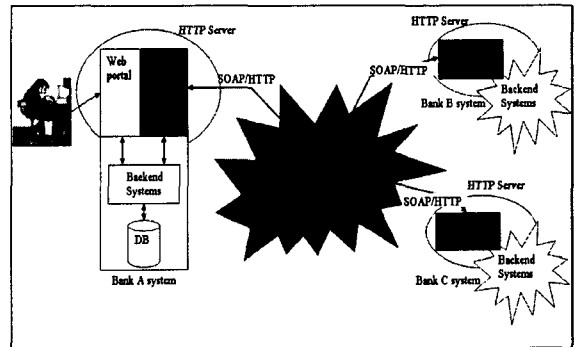 HTTP Server
Web
portal
SOAP/HTTP
Backend
Systems
DB
Bank A system
HTTP Server
SOAP/HTTP
Bank B system
Backend
Systems
HTTP Server
SOAP/HTTP
Bank C system
Backend
Systems